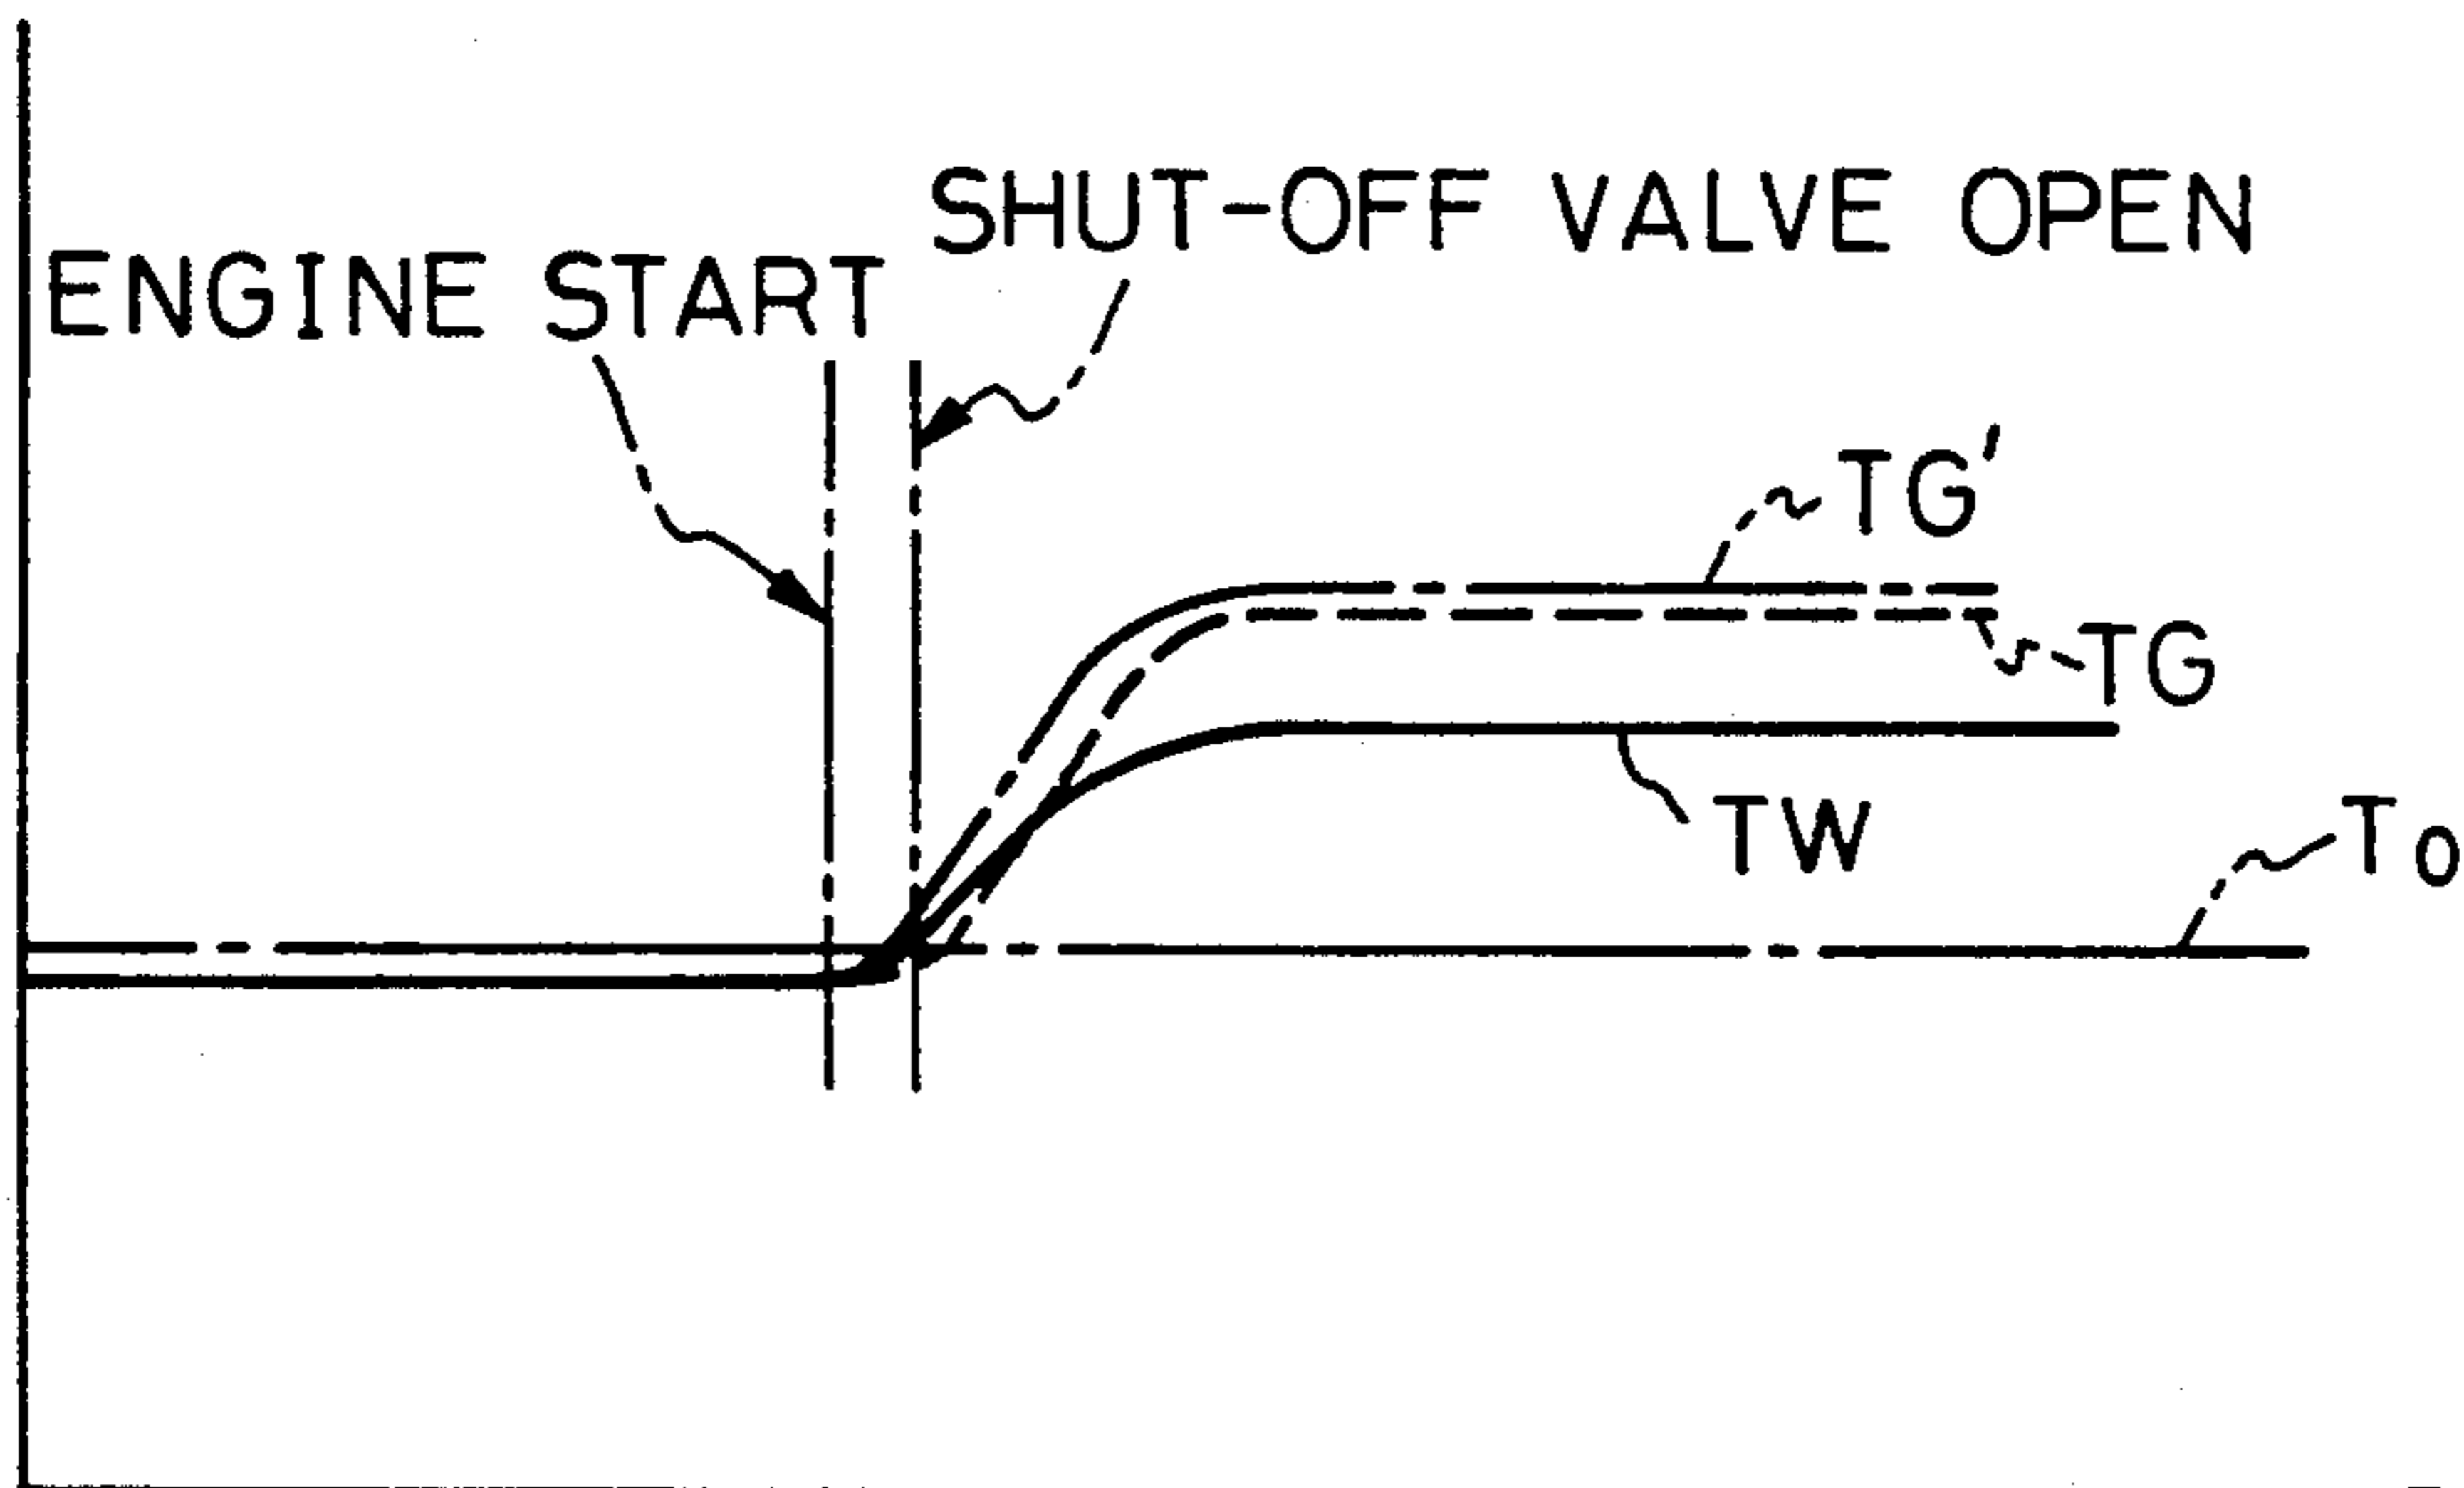 SHUT-OFF VALVE OPEN
ENGINE START
TG'
TG
TW
To